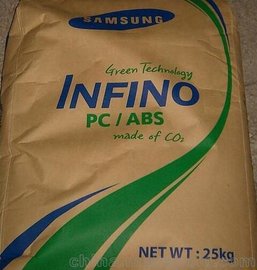 SAMSUNG
Green Technology
INFINO
PC / ABS
made of CO₂
NET WT : 25kg